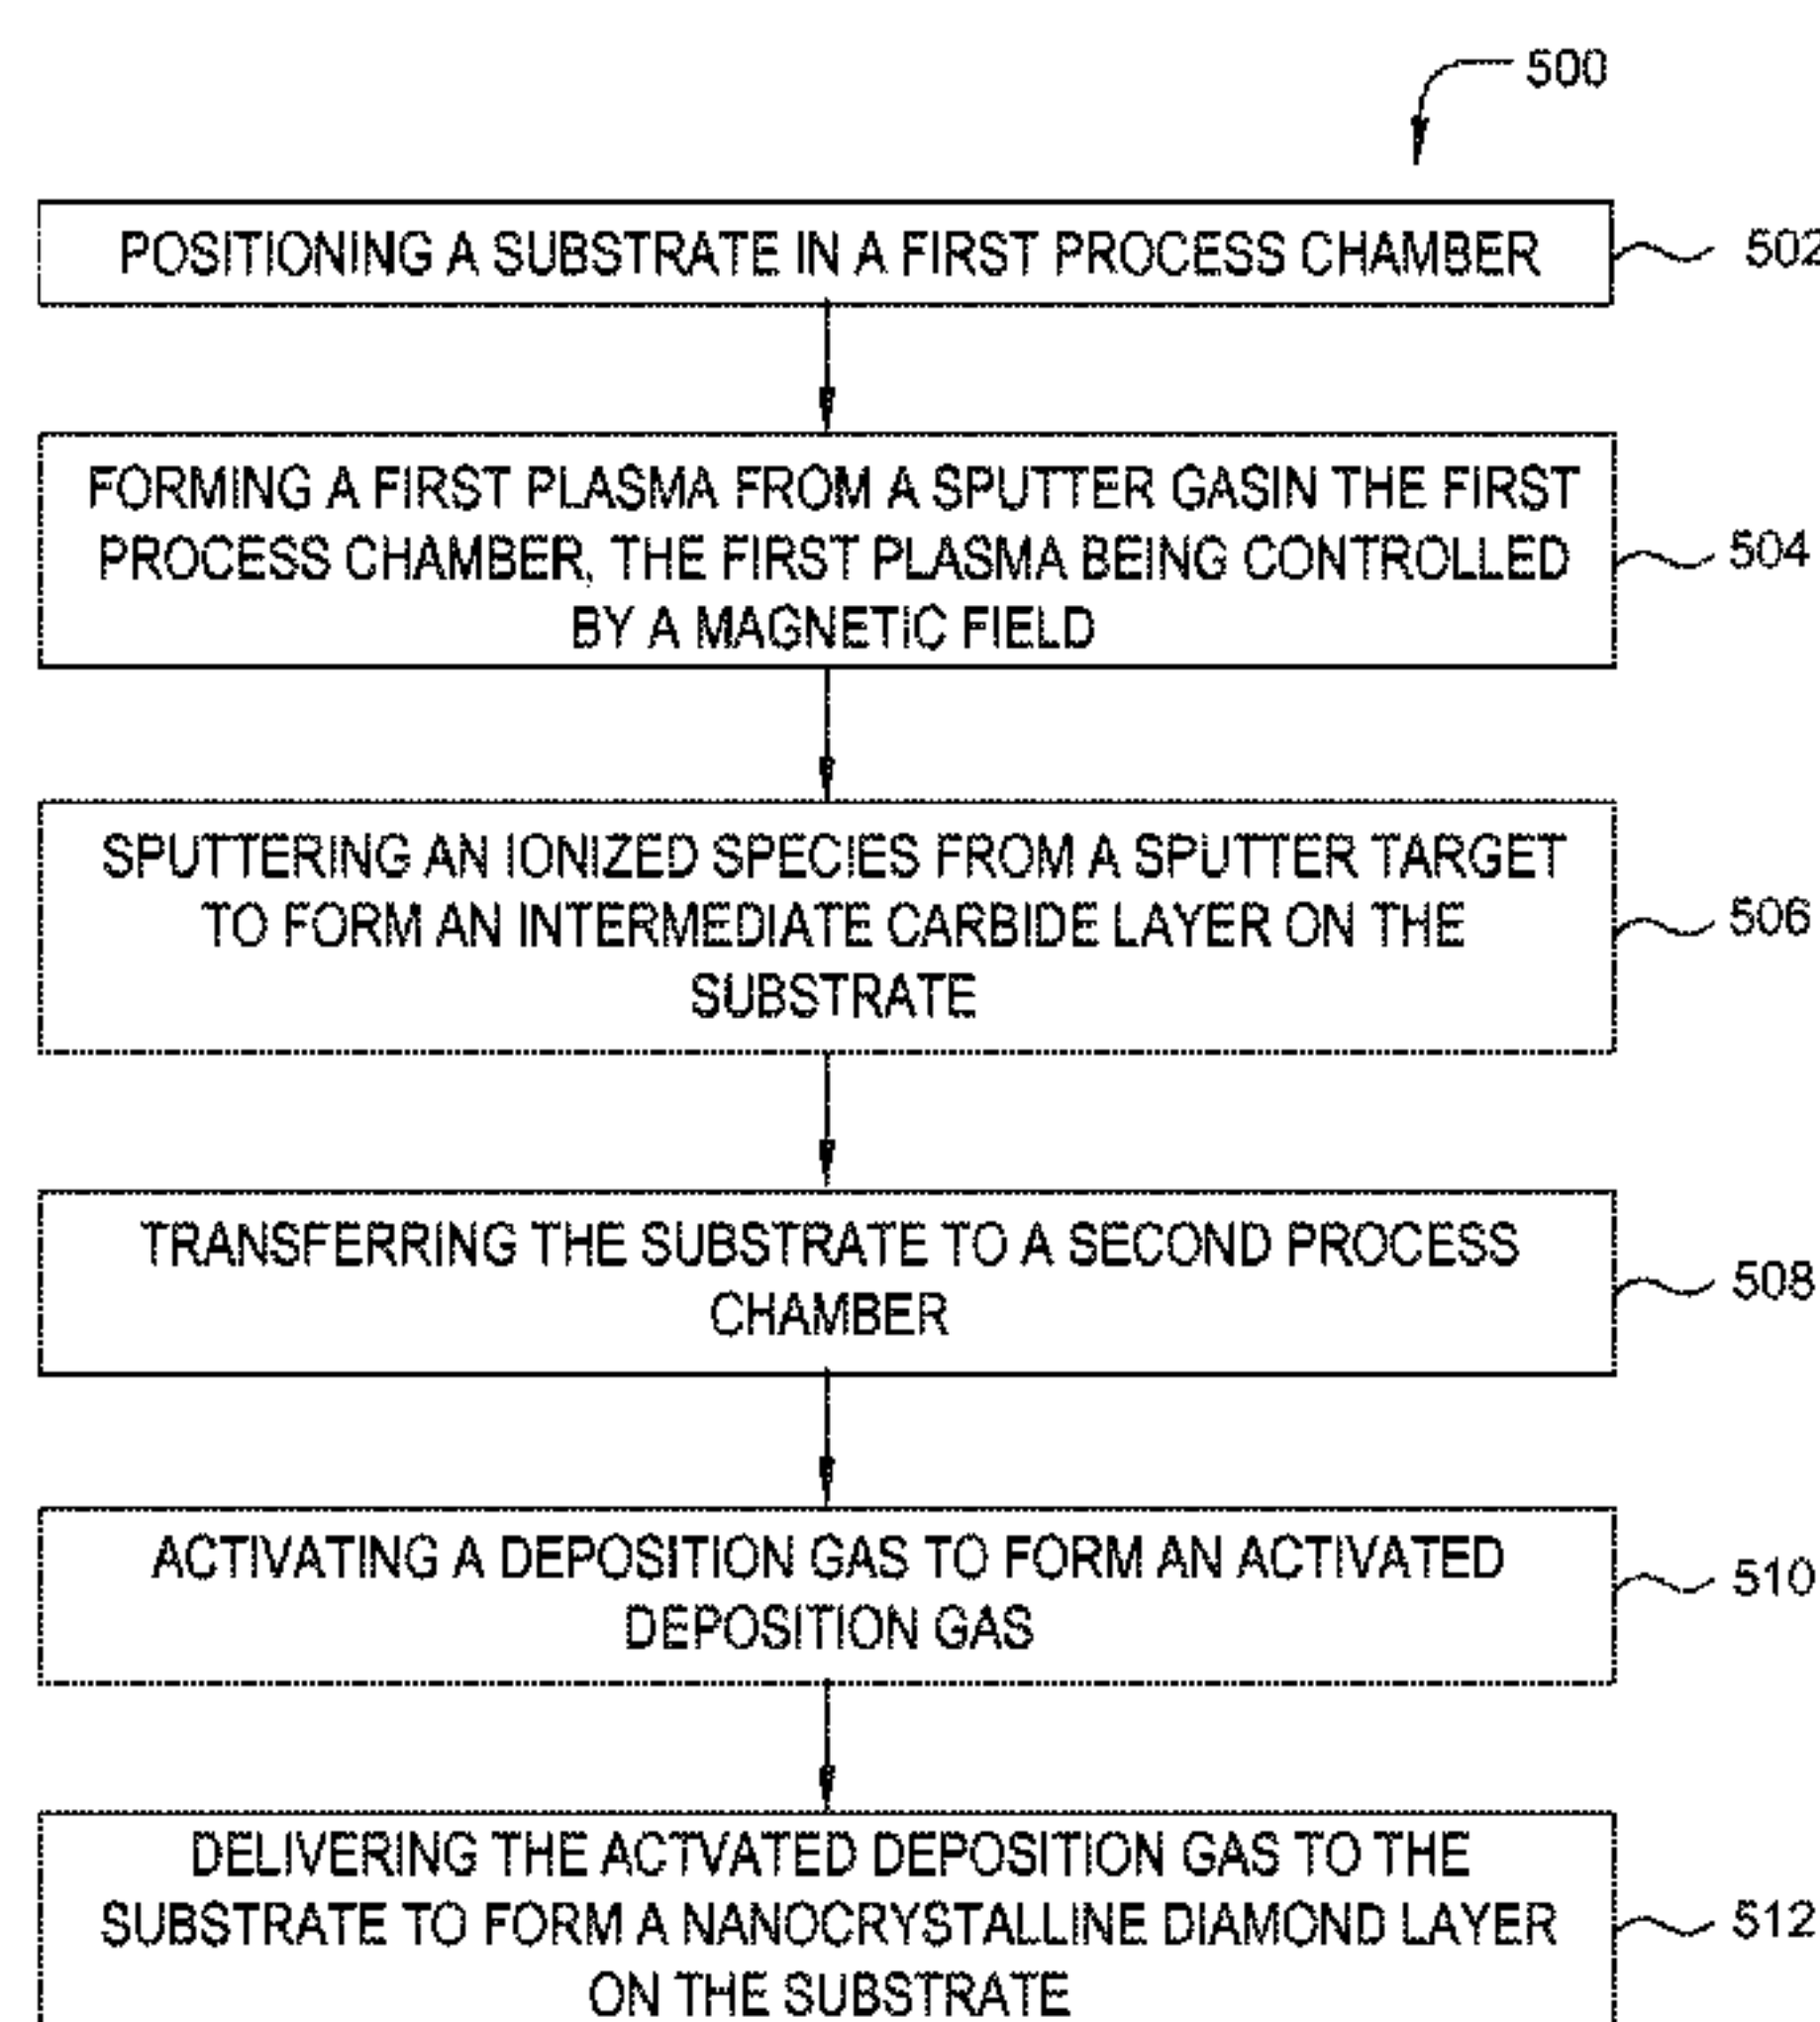 500
POSITIONING A SUBSTRATE IN A FIRST PROCESS CHAMBER
502
FORMING A FIRST PLASMA FROM A SPUTTER GASIN THE FIRST
PROCESS CHAMBER, THE FIRST PLASMA BEING CONTROLLED
BY A MAGNETIC FIELD
504
SPUTTERING AN IONIZED SPECIES FROM A SPUTTER TARGET
TO FORM AN INTERMEDIATE CARBIDE LAYER ON THE
SUBSTRATE
506
TRANSFERRING THE SUBSTRATE TO A SECOND PROCESS
CHAMBER
508
ACTIVATING A DEPOSITION GAS TO FORM AN ACTIVATED
DEPOSITION GAS
510
DELIVERING THE ACTVATED DEPOSITION GAS TO THE
SUBSTRATE TO FORM A NANOCRYSTALLINE DIAMOND LAYER
ON THE SUBSTRATE
512